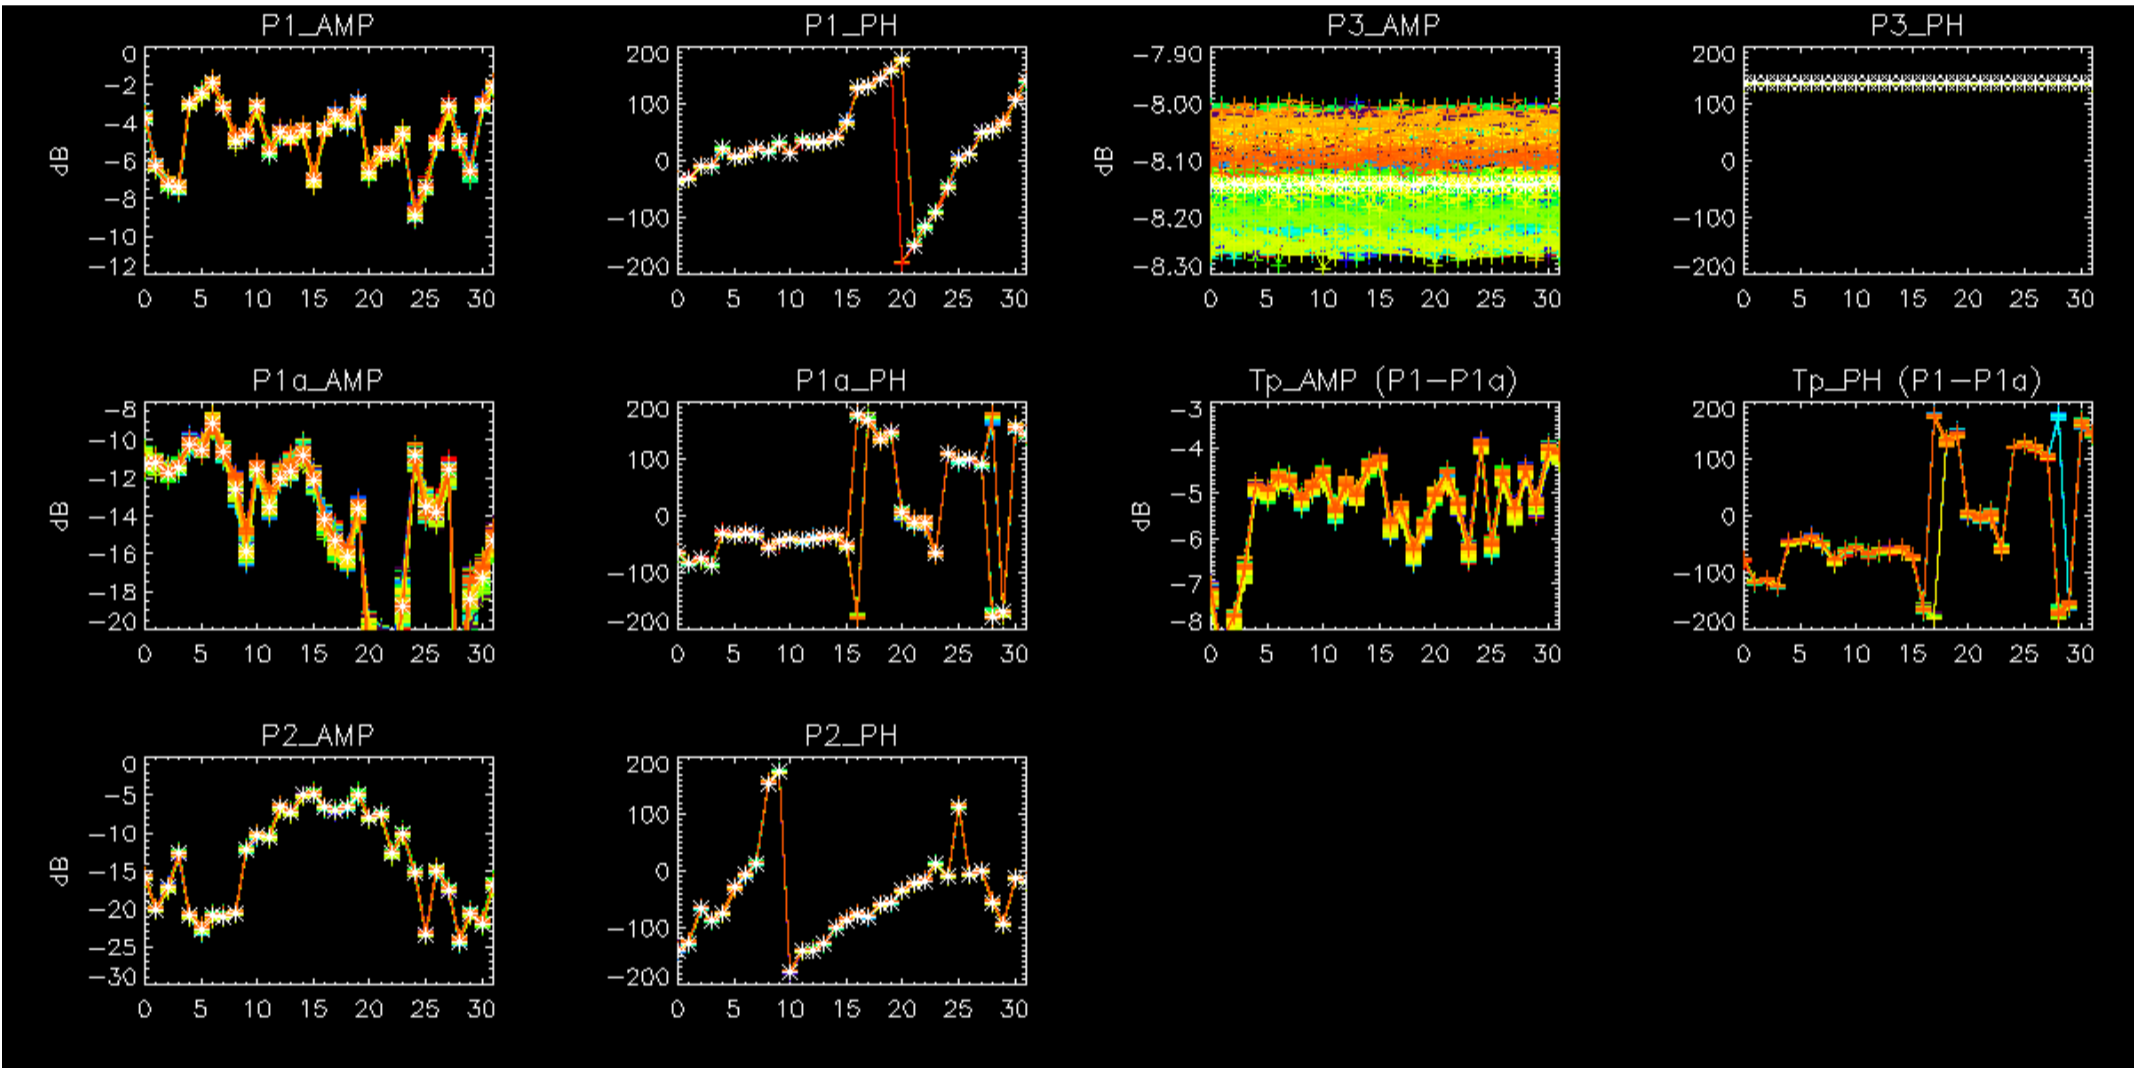 P1_AMP
0
−2
−4
−6
−8
−10
−12
dB
0 5 10 15 20 25 30
P1_PH
200
100
0
−100
−200
0 5 10 15 20 25 30
P3_AMP
−7.90
−8.00
−8.10
−8.20
−8.30
dB
0 5 10 15 20 25 30
P3_PH
200
100
0
−100
−200
0 5 10 15 20 25 30
P1a_AMP
−8
−10
−12
−14
−16
−18
−20
dB
0 5 10 15 20 25 30
P1a_PH
200
100
0
−100
−200
0 5 10 15 20 25 30
Tp_AMP (P1−P1a)
−3
−4
−5
−6
−7
−8
dB
0 5 10 15 20 25 30
Tp_PH (P1−P1a)
200
100
0
−100
−200
0 5 10 15 20 25 30
P2_AMP
0
−5
−10
−15
−20
−25
−30
dB
0 5 10 15 20 25 30
P2_PH
200
100
0
−100
−200
0 5 10 15 20 25 30